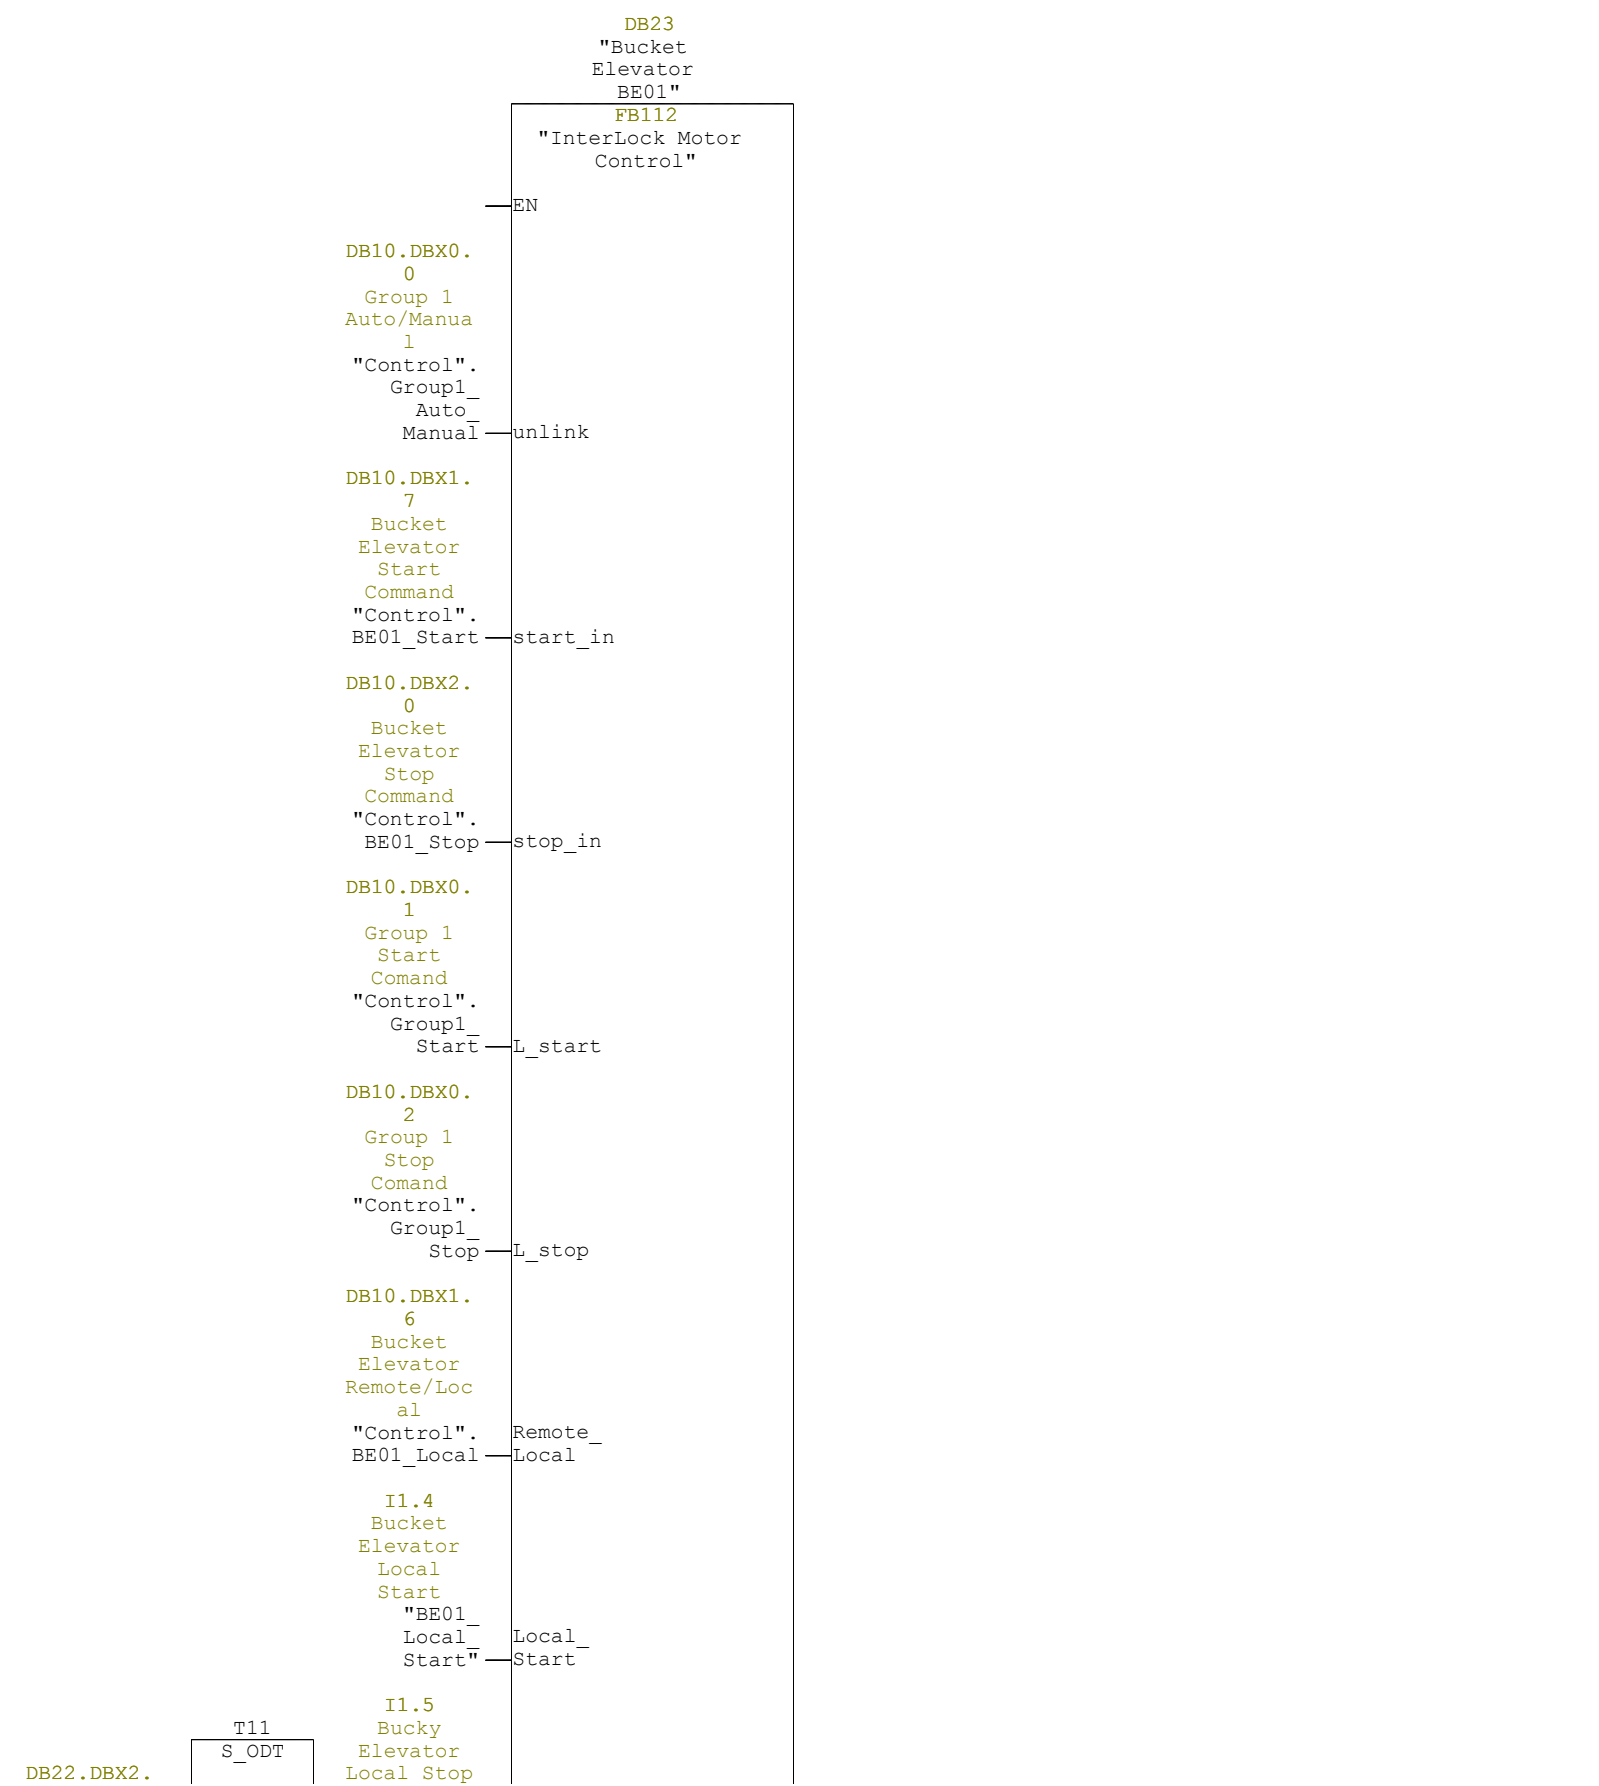 DB23
"Bucket
Elevator
BE01"
FB112
"InterLock Motor
Control"
EN
DB10.DBX0.
0
Group 1
Auto/Manua
l
"Control".
Group1_
Auto_
Manual
unlink
DB10.DBX1.
7
Bucket
Elevator
Start
Command
"Control".
BE01_Start
start_in
DB10.DBX2.
0
Bucket
Elevator
Stop
Command
"Control".
BE01_Stop
stop_in
DB10.DBX0.
1
Group 1
Start
Comand
"Control".
Group1_
Start
L_start
DB10.DBX0.
2
Group 1
Stop
Comand
"Control".
Group1_
Stop
L_stop
DB10.DBX1.
6
Bucket
Elevator
Remote/Loc
al
"Control".
BE01_Local
Remote_
Local
I1.4
Bucket
Elevator
Local
Start
"BE01_
Local_
Start"
Local_
Start
I1.5
Bucky
Elevator
Local Stop
T11
S_ODT
DB22.DBX2.